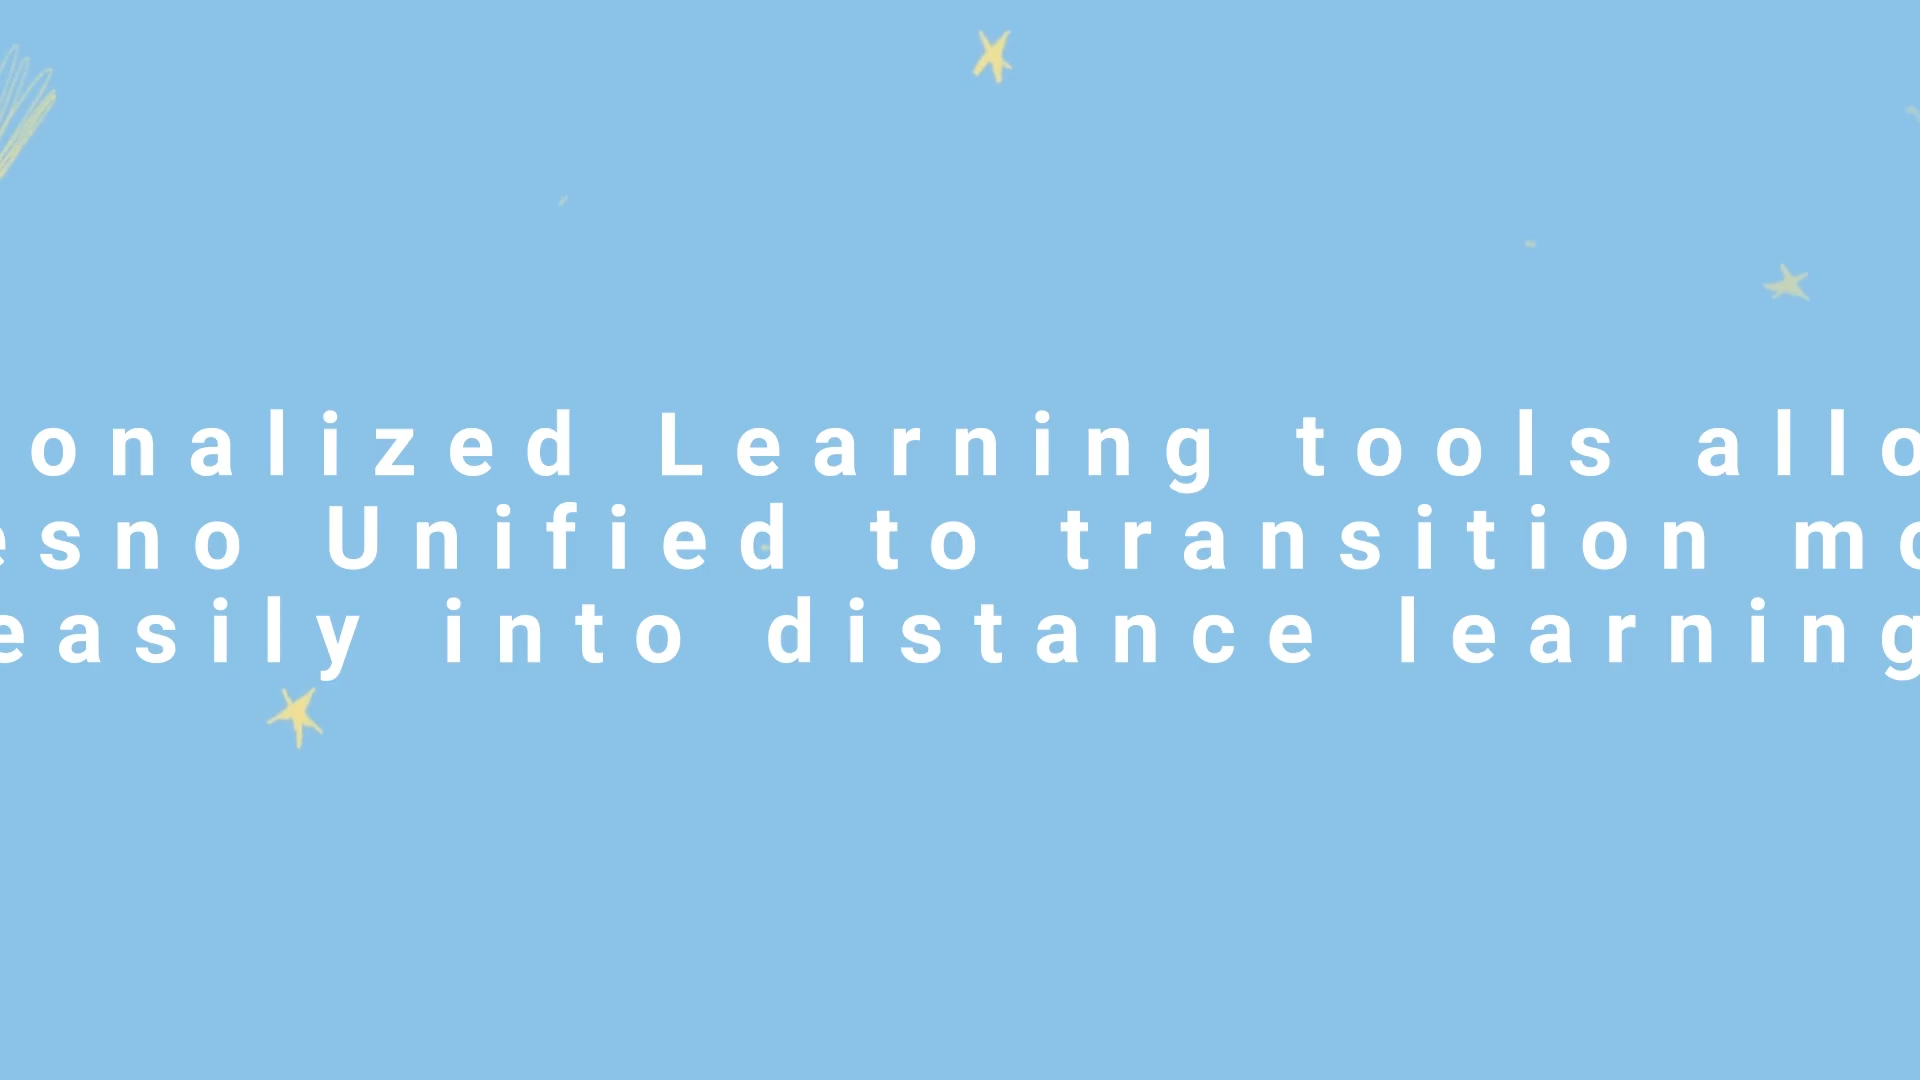 onalized Learning tools allo
esno Unified to transition mo
easily into distance learning